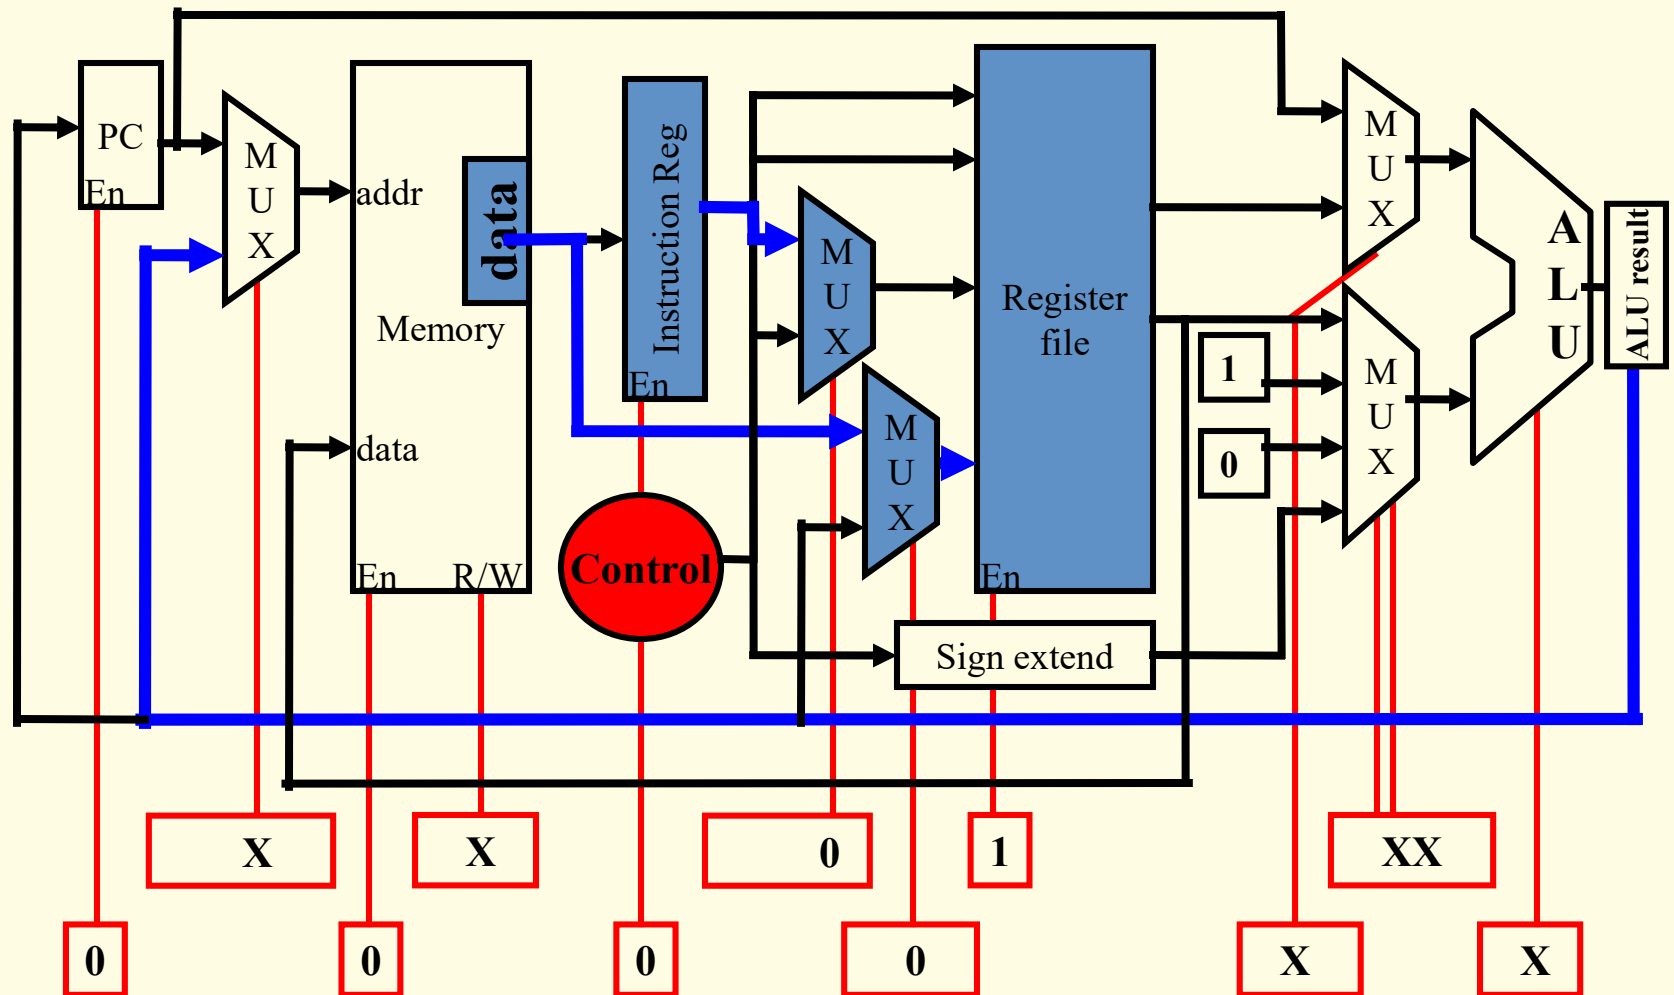 PC
En
M
U
X
addr
data
Memory
data
En
R/W
Instruction Reg
En
Control
M
U
X
M
U
X
Register
file
En
Sign extend
M
U
X
1
0
M
U
X
A
L
U
ALU result
X
X
0
1
XX
0
0
0
0
X
X